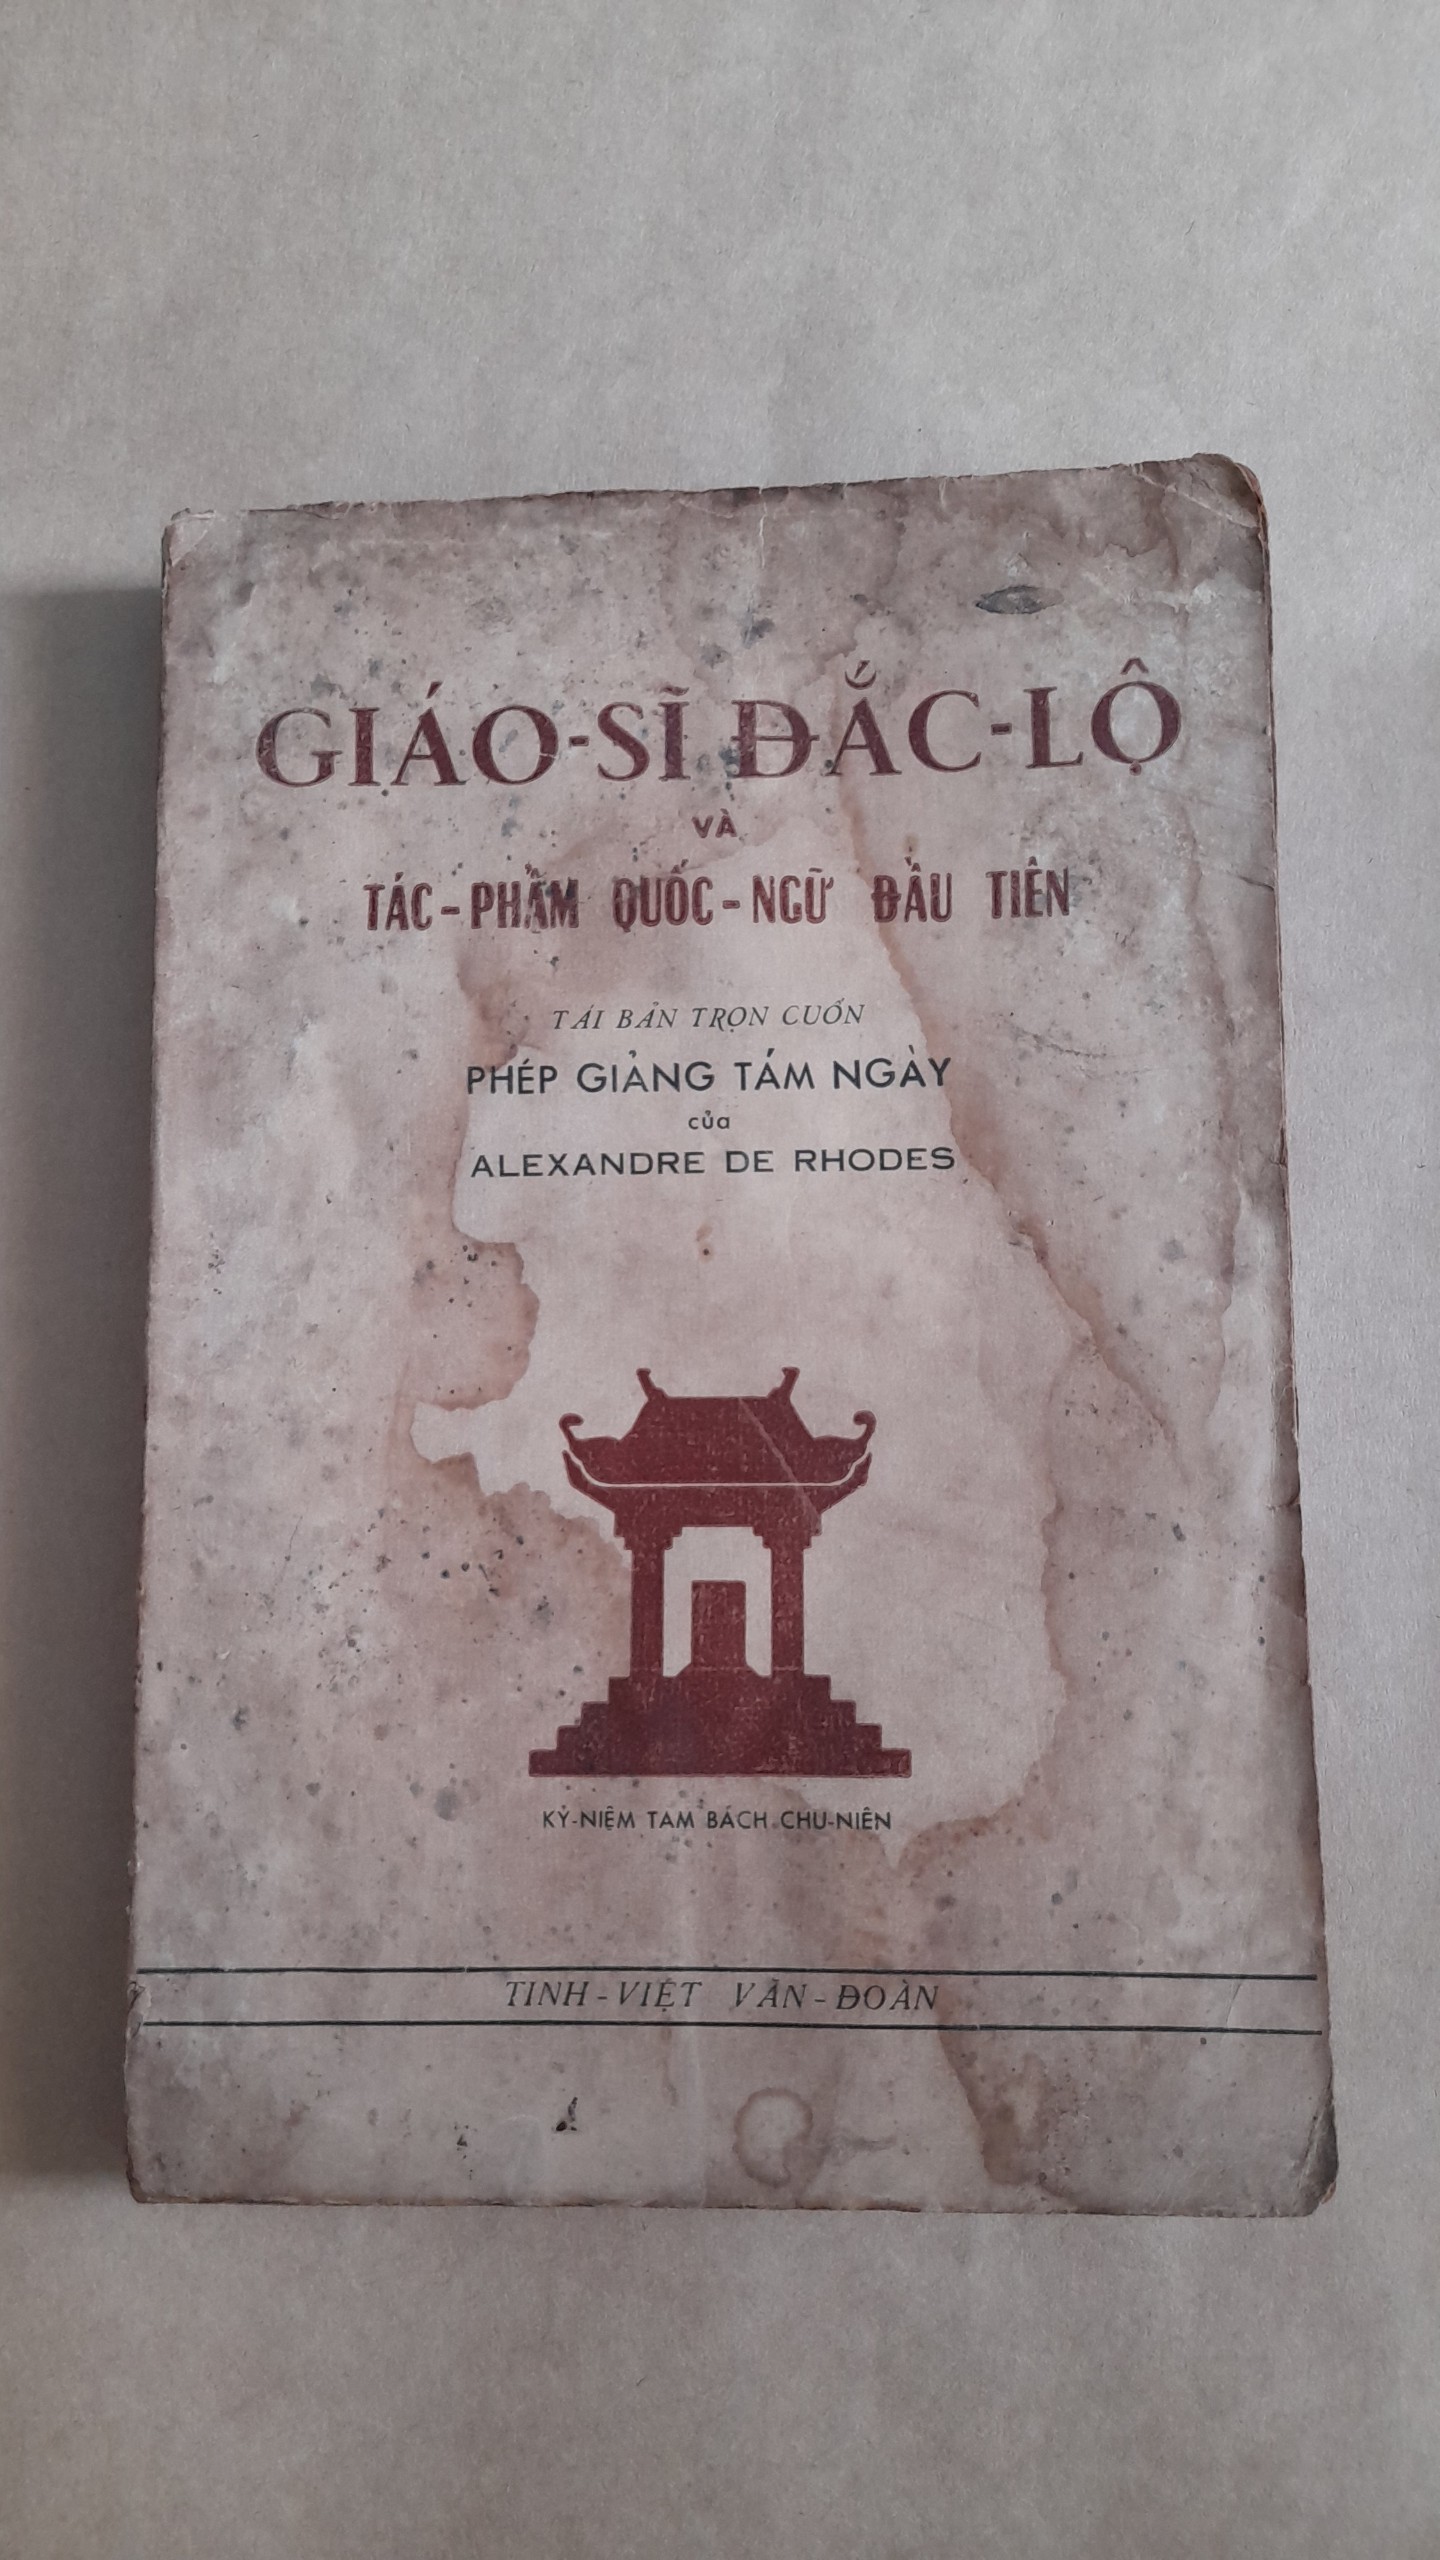 GIÁO-SĨ ĐẮC-LỘ
VÀ
TÁC-PHẨM QUỐC-NGỮ ĐẦU TIÊN
TÁI BẢN TRỌN CUỐN
PHÉP GIẢNG TÁM NGÀY
của
ALEXANDRE DE RHODES
KỶ-NIỆM TAM BÁCH CHU-NIÊN
TINH-VIỆT VĂN-ĐOÀN